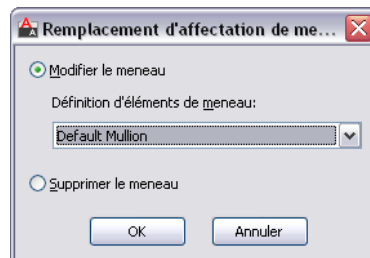 Remplacement d'affectation de me...
Modifier le meneau
Définition d'éléments de meneau:
Default Mullion
Supprimer le meneau
OK Annuler